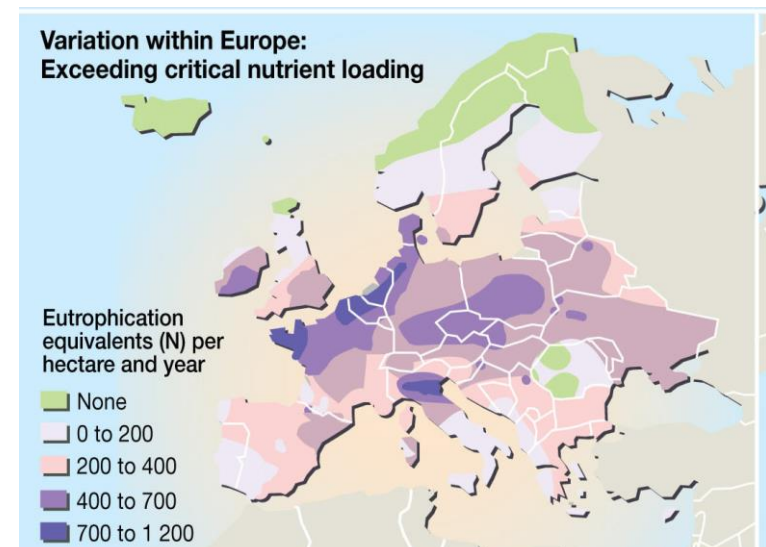 Variation within Europe:
Exceeding critical nutrient loading
Eutrophication
equivalents (N) per
hectare and year
None
0 to 200
200 to 400
400 to 700
700 to 1 200